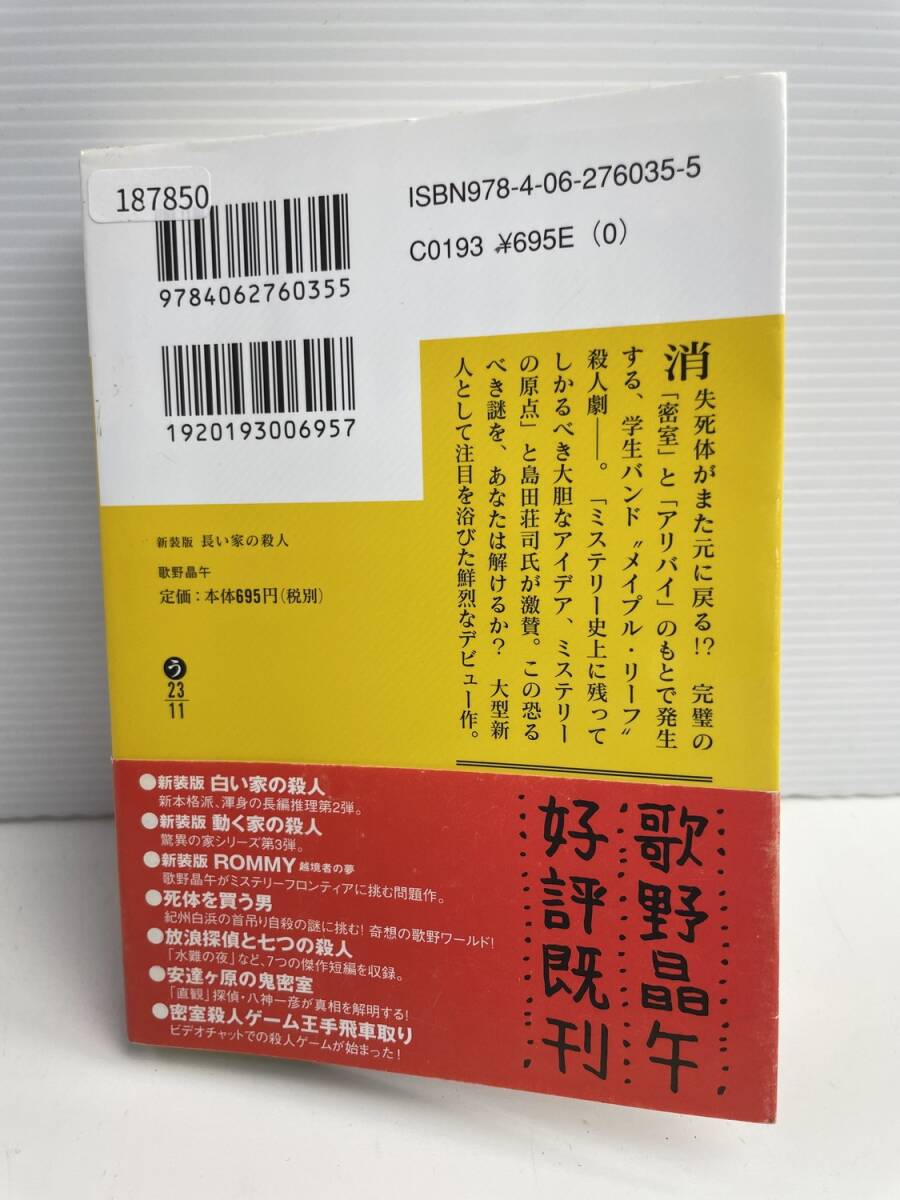 187850
ISBN978-4-06-276035-5
C0193 ¥695E (0)
9784062760355
1920193006957
消失死体がまた元に戻る!? 完璧の
「密室」と「アリバイ」のもとで発生
する、学生バンド〝メイプル・リーフ〟
殺人劇――。「ミステリー史上に残って
しかるべき大胆なアイデア、ミステリー
の原点」と島田荘司氏が激賞。この恐る
べき謎を、あなたは解けるか? 大型新
人として注目を浴びた鮮烈なデビュー作。
新装版 長い家の殺人
歌野晶午
定価:本体695円(税別)
う
23
11
歌野晶午
好評既刊
●新装版 白い家の殺人
新本格派、渾身の長編推理第2弾。
●新装版 動く家の殺人
驚異の家シリーズ第3弾。
●新装版 ROMMY 越境者の夢
歌野晶午がミステリーフロンティアに挑む問題作。
●死体を買う男
紀州白浜の首吊り自殺の謎に挑む!奇想の歌野ワールド!
●放浪探偵と七つの殺人
「水難の夜」など、7つの傑作短編を収録。
●安達ヶ原の鬼密室
「直観」探偵・八神一彦が真相を解明する!
●密室殺人ゲーム王手飛車取り
ビデオチャットでの殺人ゲームが始まった!